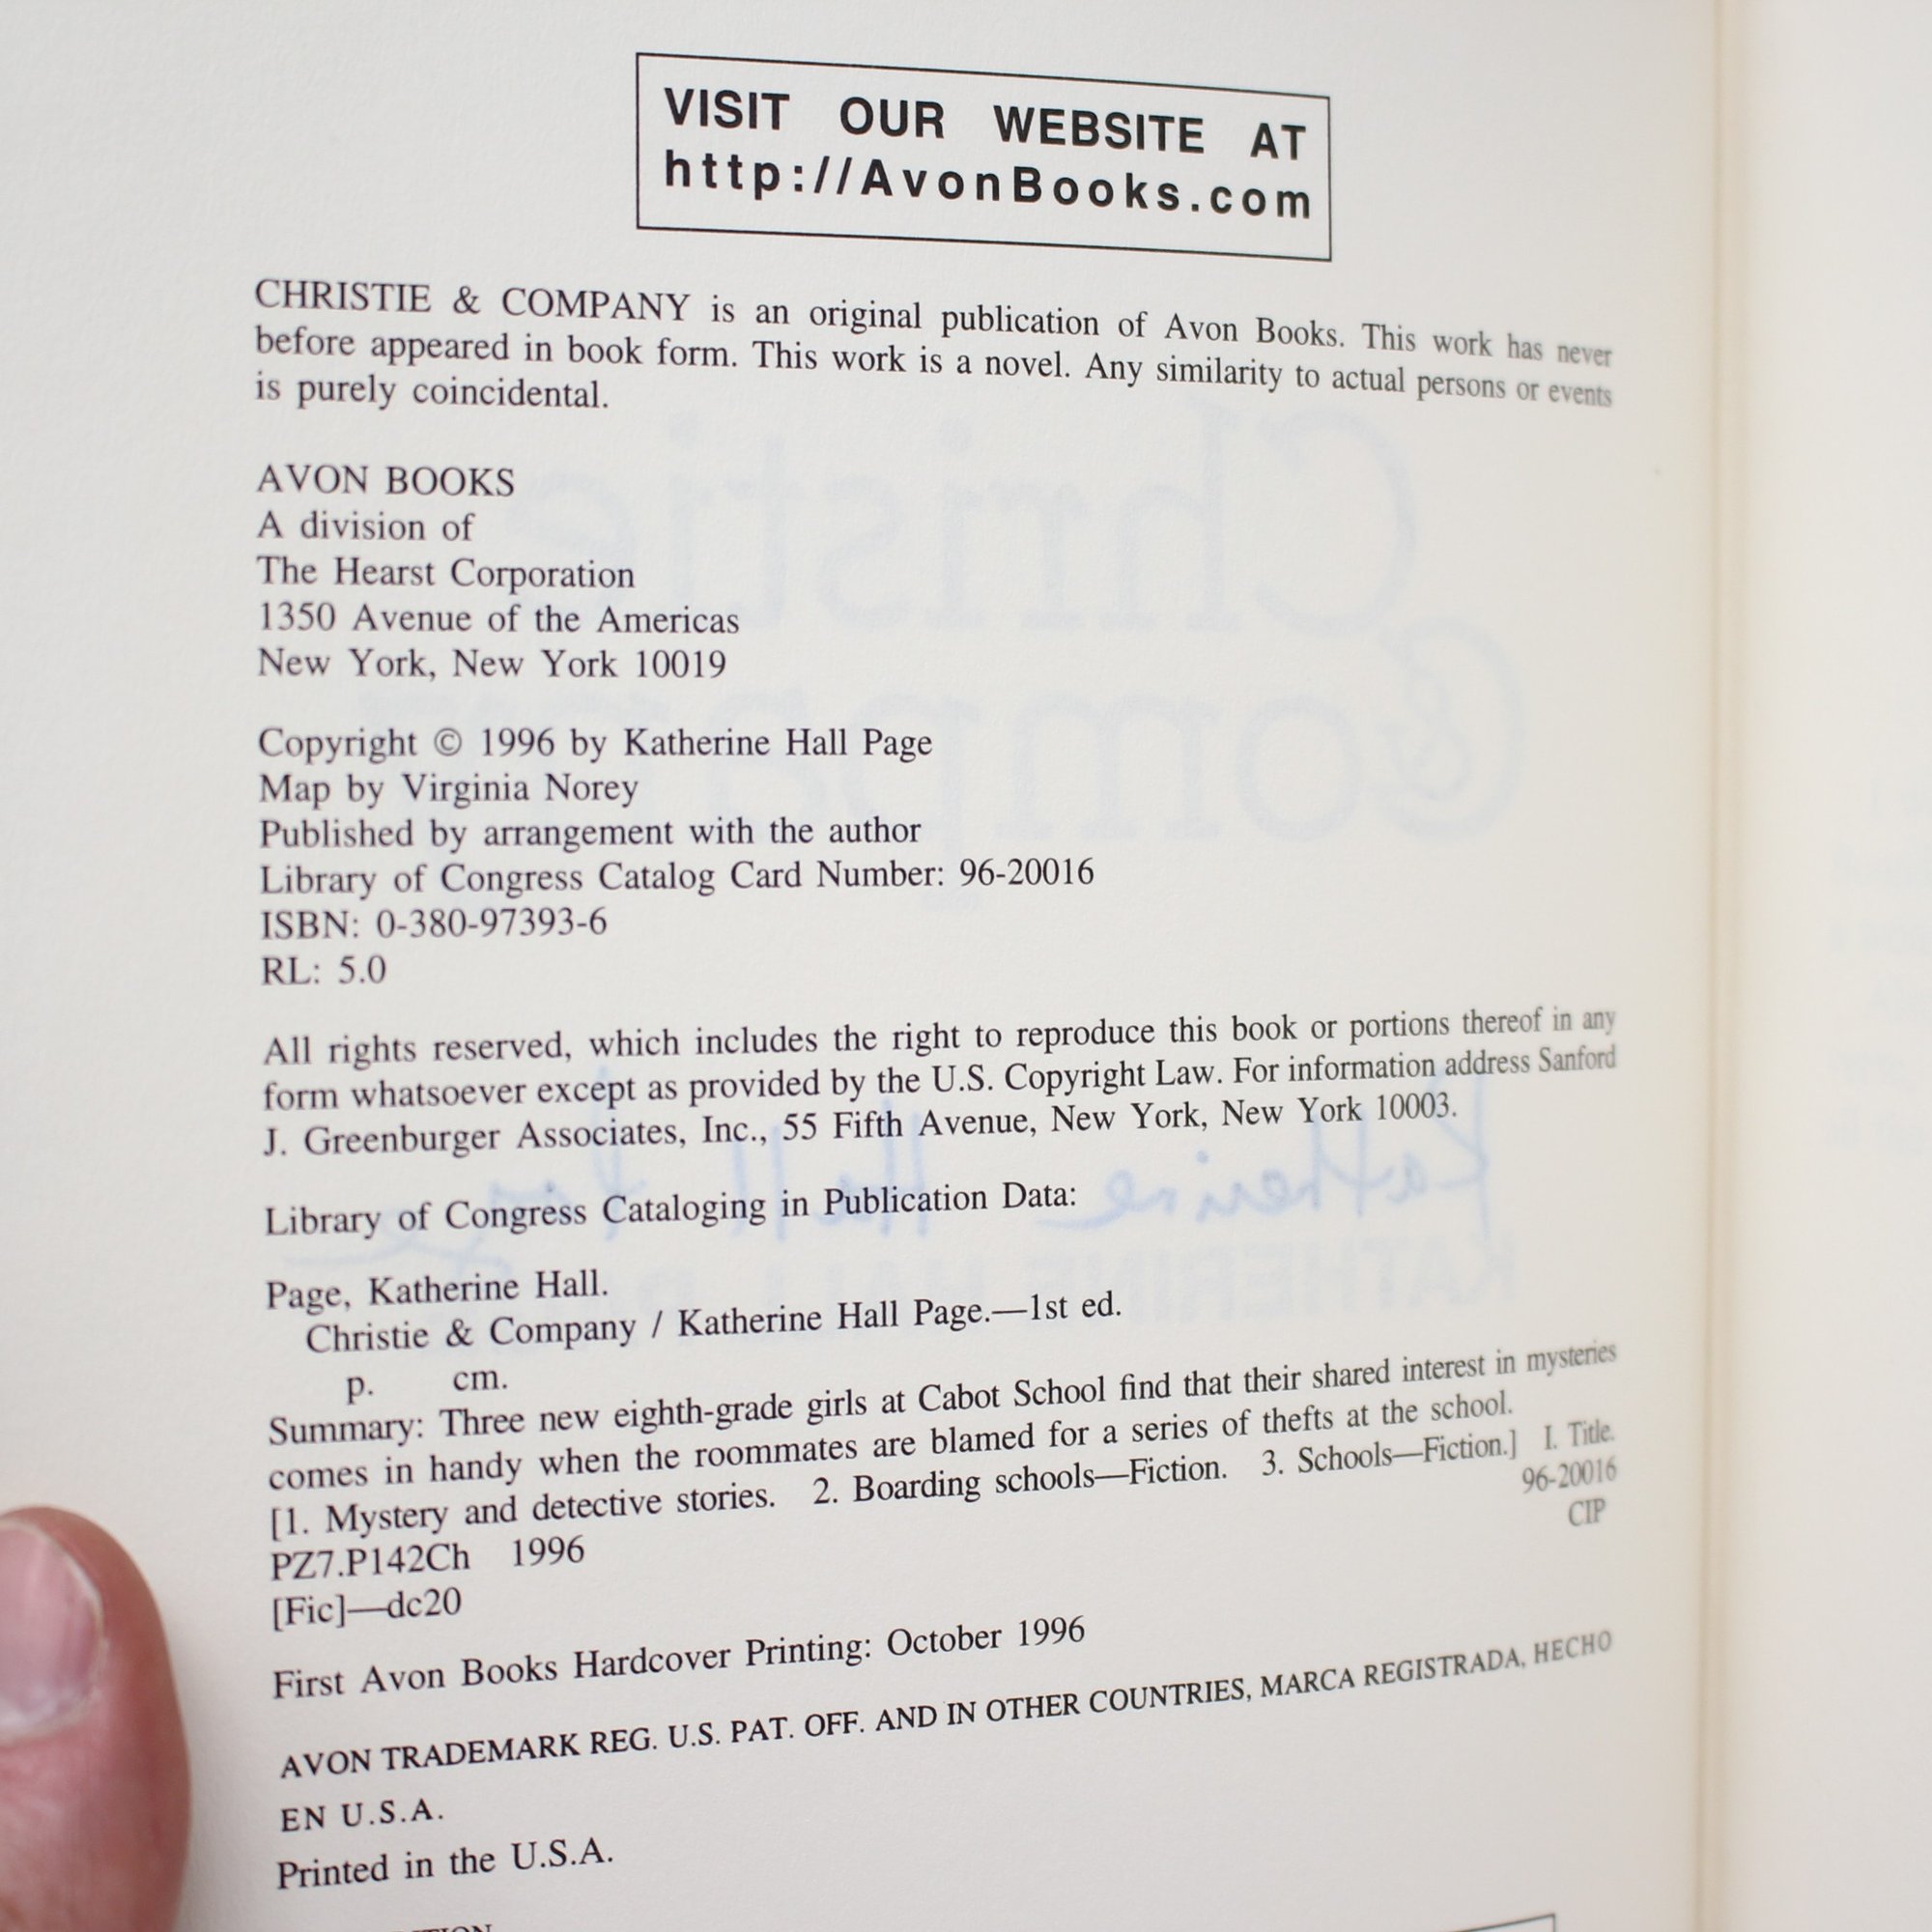 VISIT OUR WEBSITE AT
http://AvonBooks.com
CHRISTIE & COMPANY is an original publication of Avon Books. This work has never
before appeared in book form. This work is a novel. Any similarity to actual persons or events
is purely coincidental.
AVON BOOKS
A division of
The Hearst Corporation
1350 Avenue of the Americas
New York, New York 10019
Copyright © 1996 by Katherine Hall Page
Map by Virginia Norey
Published by arrangement with the author
Library of Congress Catalog Card Number: 96-20016
ISBN: 0-380-97393-6
RL: 5.0
All rights reserved, which includes the right to reproduce this book or portions thereof in any
form whatsoever except as provided by the U.S. Copyright Law. For information address Sanford
J. Greenburger Associates, Inc., 55 Fifth Avenue, New York, New York 10003.
Library of Congress Cataloging in Publication Data:
Page, Katherine Hall.
Christie & Company / Katherine Hall Page.—1st ed.
p. cm.
Summary: Three new eighth-grade girls at Cabot School find that their shared interest in mysteries
comes in handy when the roommates are blamed for a series of thefts at the school.
[1. Mystery and detective stories. 2. Boarding schools—Fiction. 3. Schools—Fiction.] I. Title.
PZ7.P142Ch 1996 96-20016
[Fic]—dc20 CIP
First Avon Books Hardcover Printing: October 1996
AVON TRADEMARK REG. U.S. PAT. OFF. AND IN OTHER COUNTRIES, MARCA REGISTRADA, HECHO
EN U.S.A.
Printed in the U.S.A.